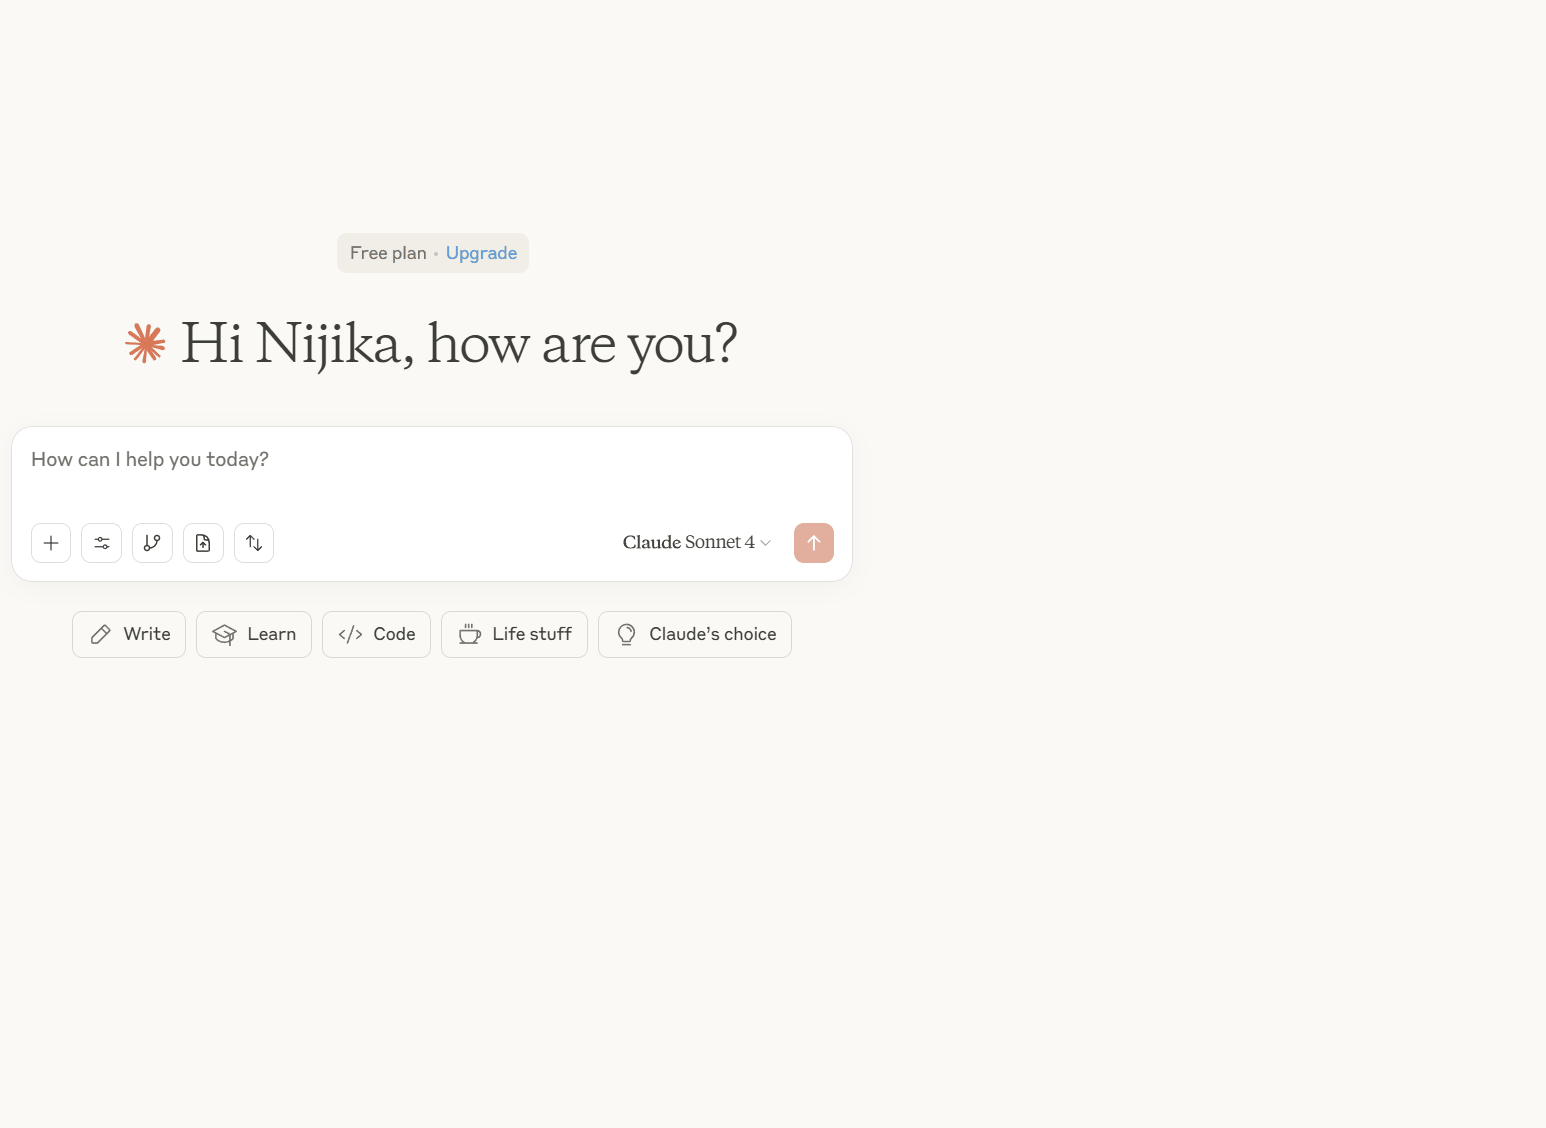 Free plan • Upgrade
Hi Nijika, how are you?
How can I help you today?
Claude Sonnet 4
Write
Learn
Code
Life stuff
Claude’s choice